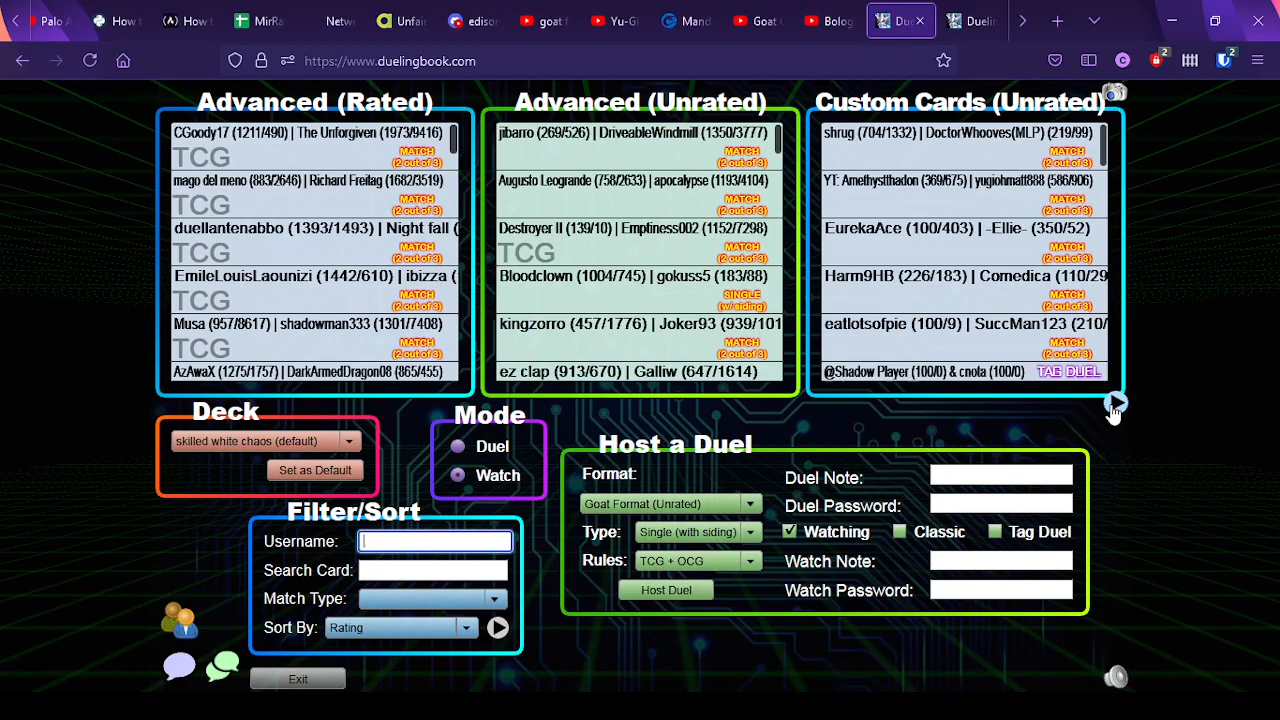 Palo A
How t
How t
MirRa
Netwo
Unfai
edison
goat f
Yu-Gi
Mand
Goat
Bolog
Due
Duelin
https://www.duelingbook.com
2
2
Advanced (Rated)
CGoody17 (1211/490) | The Unforgiven (1973/9416)
TCG
MATCH
(2 out of 3)
mago del meno (883/2646) | Richard Freitag (1682/3519)
TCG
MATCH
(2 out of 3)
duellantenabbo (1393/1493) | Night fall (
TCG
MATCH
(2 out of 3)
EmileLouisLaounizi (1442/610) | ibizza (
TCG
MATCH
(2 out of 3)
Musa (957/8617) | shadowman333 (1301/7408)
TCG
MATCH
(2 out of 3)
AzAwaX (1275/1757) | DarkArmedDragon08 (865/455)
Advanced (Unrated)
jibarro (269/526) | DriveableWindmill (1350/3777)
MATCH
(2 out of 3)
Augusto Leogrande (758/2633) | apocalypse (1193/4104)
MATCH
(2 out of 3)
Destroyer II (139/10) | Emptiness002 (1152/7298)
TCG
MATCH
(2 out of 3)
Bloodclown (1004/745) | gokuss5 (183/88)
SINGLE
(w/ siding)
kingzorro (457/1776) | Joker93 (939/101
MATCH
(2 out of 3)
ez clap (913/670) | Galliw (647/1614)
Custom Cards (Unrated)
shrug (704/1332) | DoctorWhooves(MLP) (219/99)
MATCH
(2 out of 3)
YT: Amethystthadon (369/675) | yugiohmatt888 (586/906)
MATCH
(2 out of 3)
EurekaAce (100/403) | -Ellie- (350/52)
MATCH
(2 out of 3)
Harm9HB (226/183) | Comedica (110/29
MATCH
(2 out of 3)
eatlotsofpie (100/9) | SuccMan123 (210/
MATCH
(2 out of 3)
@Shadow Player (100/0) & cnota (100/0)
TAG DUEL
Deck
skilled white chaos (default)
Set as Default
Mode
Duel
Watch
Filter/Sort
Username:
Search Card:
Match Type:
Sort By:
Rating
Exit
Host a Duel
Format:
Goat Format (Unrated)
Type:
Single (with siding)
Rules:
TCG + OCG
Host Duel
Duel Note:
Duel Password:
Watching
Classic
Tag Duel
Watch Note:
Watch Password: